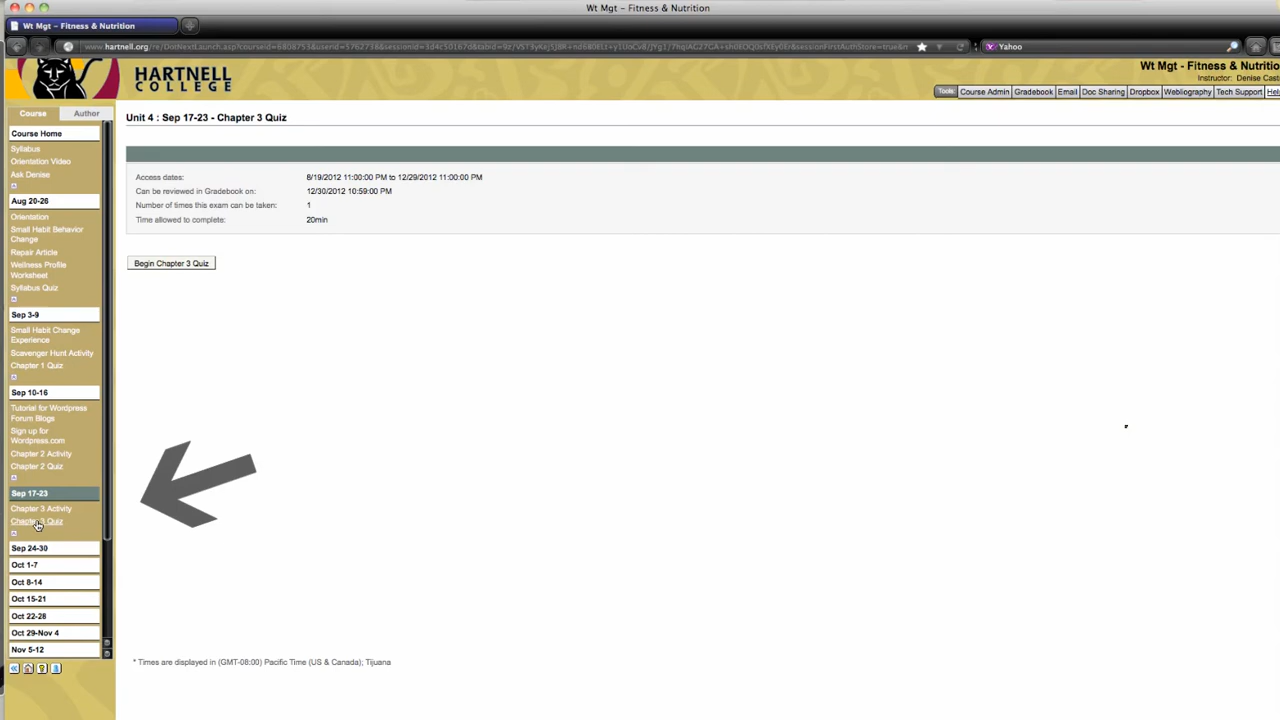 Wt Mgt – Fitness & Nutrition
Wt Mgt – Fitness & Nutrition
Yahoo
HARTNELL
COLLEGE
Wt Mgt - Fitness & Nutritio
Instructor: Denise Cast
Tools: Course Admin Gradebook Email Doc Sharing Dropbox Webliography Tech Support Hel
Course Author
Course Home
Syllabus
Orientation Video
Ask Denise
Aug 20-26
Orientation
Small Habit Behavior
Change
Repair Article
Wellness Profile
Worksheet
Syllabus Quiz
Sep 3-9
Small Habit Change
Experience
Scavenger Hunt Activity
Chapter 1 Quiz
Sep 10-16
Tutorial for Wordpress
Forum Blogs
Sign up for
Wordpress.com
Chapter 2 Activity
Chapter 2 Quiz
Sep 17-23
Chapter 3 Activity
Chapter 3 Quiz
Sep 24-30
Oct 1-7
Oct 8-14
Oct 15-21
Oct 22-28
Oct 29-Nov 4
Nov 5-12
Unit 4 : Sep 17-23 - Chapter 3 Quiz
Access dates: 8/19/2012 11:00:00 PM to 12/29/2012 11:00:00 PM
Can be reviewed in Gradebook on: 12/30/2012 10:59:00 PM
Number of times this exam can be taken: 1
Time allowed to complete: 20min
Begin Chapter 3 Quiz
* Times are displayed in (GMT-08:00) Pacific Time (US & Canada); Tijuana